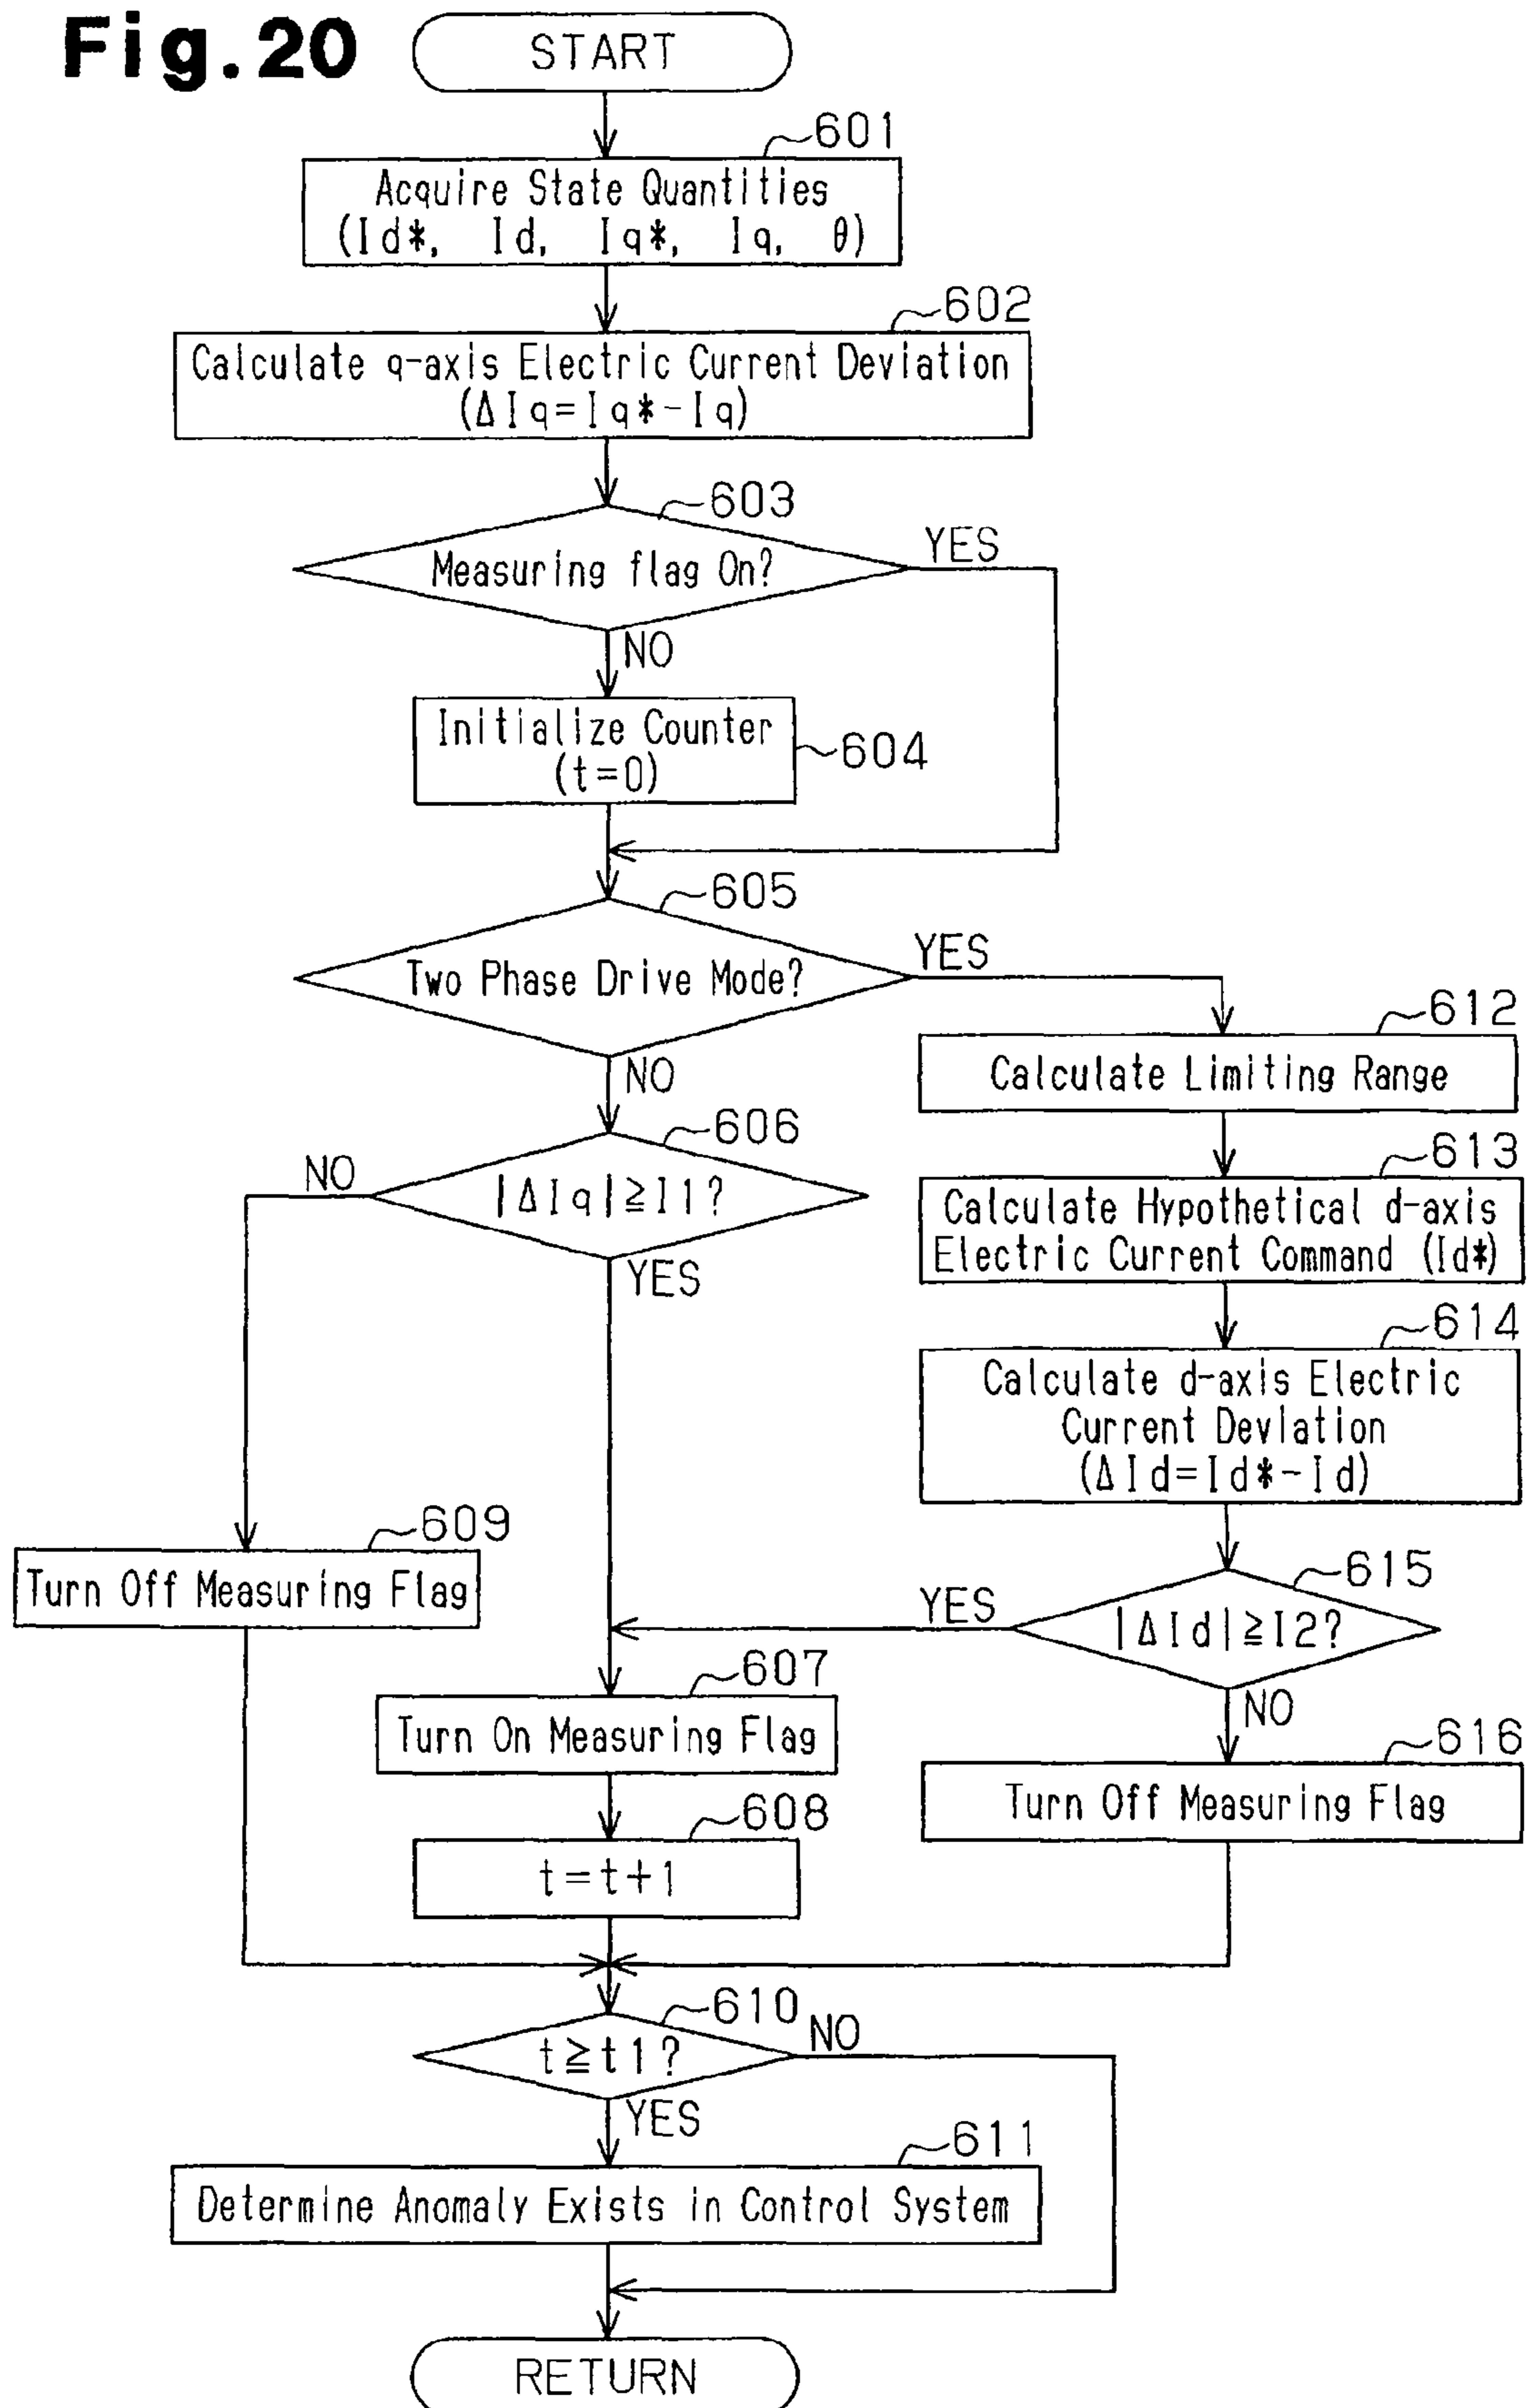 Fig.20
START
601
Acquire State Quantities
(Id*, Id, Iq*, Iq, θ)
602
Calculate q-axis Electric Current Deviation
(ΔIq=Iq*-Iq)
603
Measuring flag On?
YES
NO
Initialize Counter
(t=0)
604
605
Two Phase Drive Mode?
YES
NO
612
Calculate Limiting Range
606
|ΔIq|≧I1?
NO
YES
613
Calculate Hypothetical d-axis
Electric Current Command (Id*)
614
Calculate d-axis Electric
Current Deviation
(ΔId=Id*-Id)
609
Turn Off Measuring Flag
615
|ΔId|≧I2?
YES
NO
607
Turn On Measuring Flag
616
Turn Off Measuring Flag
608
t=t+1
610
t≧t1?
NO
YES
611
Determine Anomaly Exists in Control System
RETURN